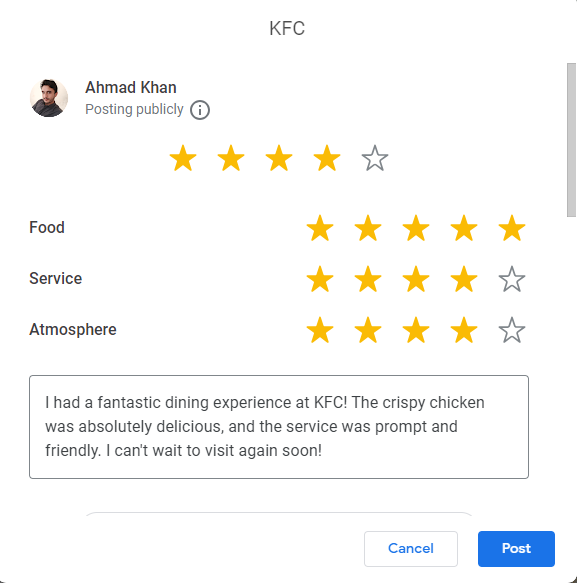 KFC
Ahmad Khan
Posting publicly
Food
Service
Atmosphere
I had a fantastic dining experience at KFC! The crispy chicken
was absolutely delicious, and the service was prompt and
friendly. I can't wait to visit again soon!
Cancel
Post